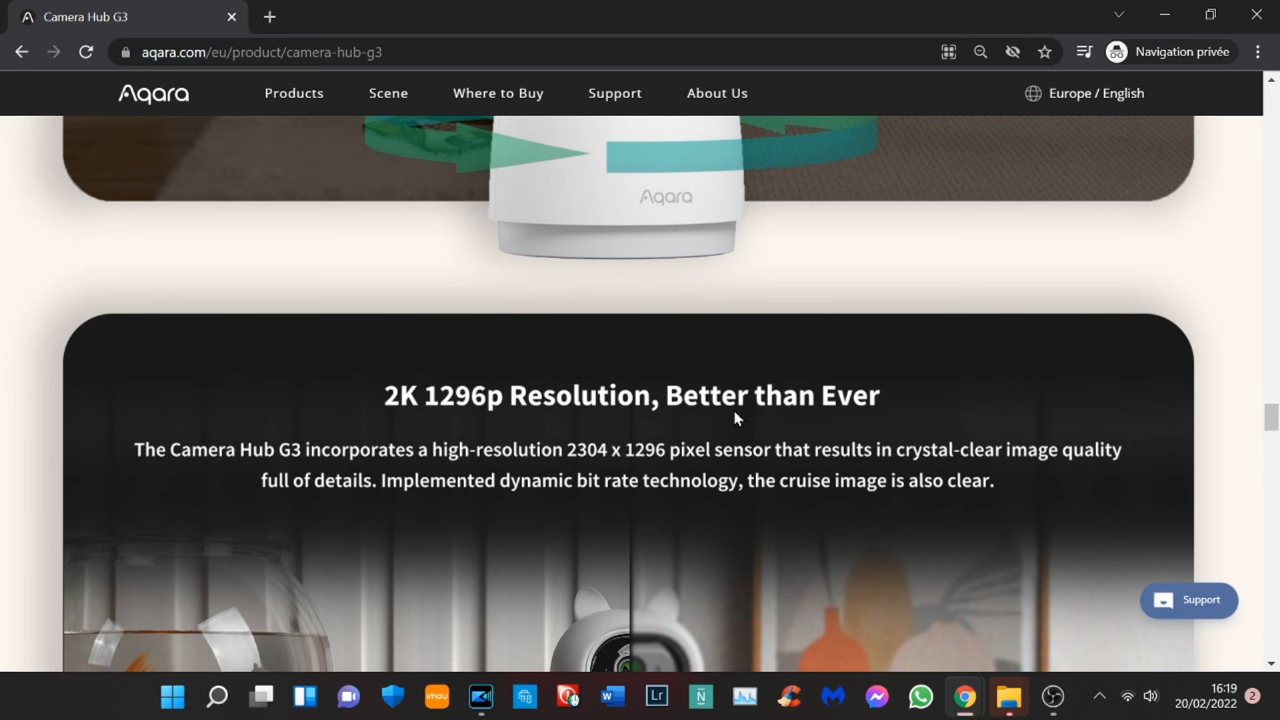 Camera Hub G3
aqara.com/eu/product/camera-hub-g3
Navigation privée
Aqara
Products
Scene
Where to Buy
Support
About Us
Europe / English
Aqara
2K 1296p Resolution, Better than Ever
The Camera Hub G3 incorporates a high-resolution 2304 x 1296 pixel sensor that results in crystal-clear image quality
full of details. Implemented dynamic bit rate technology, the cruise image is also clear.
Support
imou
W
Lr
N
16:19
20/02/2022
2